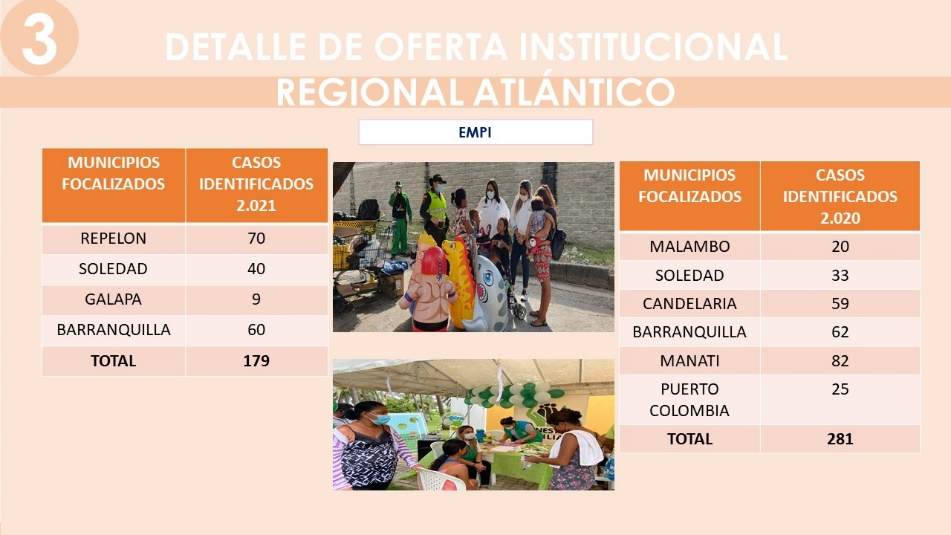 3
DETALLE DE OFERTA INSTITUCIONAL
REGIONAL ATLÁNTICO
EMPI
MUNICIPIOS FOCALIZADOS CASOS IDENTIFICADOS 2.021
REPELON 70
SOLEDAD 40
GALAPA 9
BARRANQUILLA 60
TOTAL 179
MUNICIPIOS FOCALIZADOS CASOS IDENTIFICADOS 2.020
MALAMBO 20
SOLEDAD 33
CANDELARIA 59
BARRANQUILLA 62
MANATI 82
PUERTO COLOMBIA 25
TOTAL 281